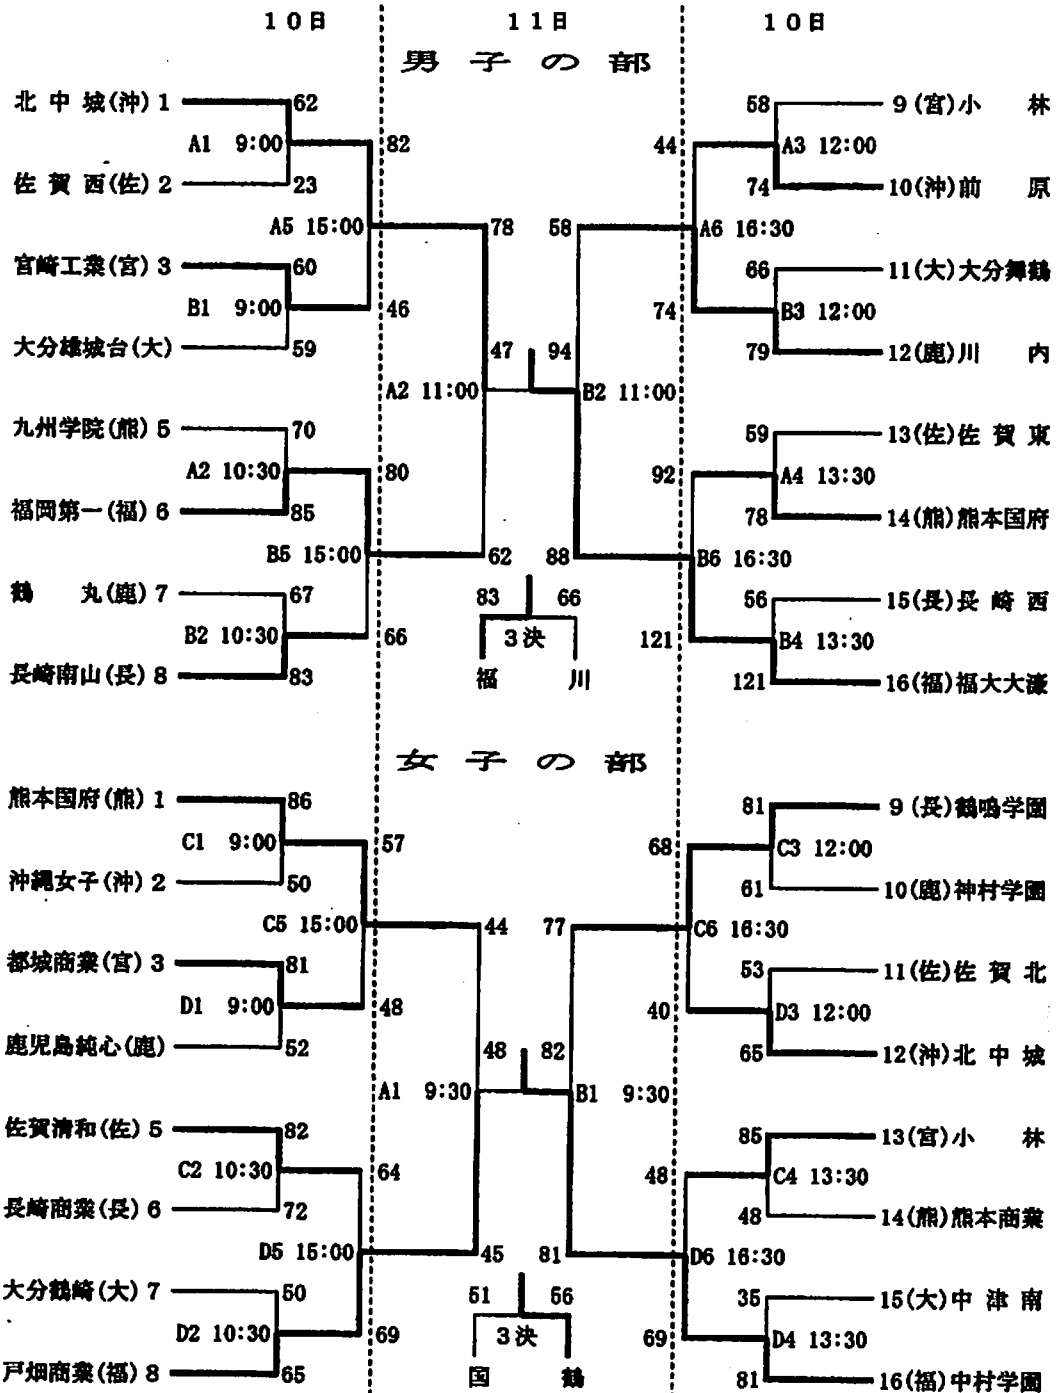 10日 11日 10日
男子の部
北中城(沖) 1 62 58 9 (宮)小林
A1 9:00 82 44 A3 12:00
佐賀西(佐) 2 23 74 10(沖)前原
A5 15:00 78 58 A6 16:30
宮崎工業(宮) 3 60 66 11(大)大分舞鶴
B1 9:00 46 74 B3 12:00
大分雄城台(大) 59 47 94 79 12(鹿)川内
A2 11:00 B2 11:00
九州学院(熊) 5 70 59 13(佐)佐賀東
A2 10:30 80 92 A4 13:30
福岡第一(福) 6 85 78 14(熊)熊本国府
B5 15:00 62 88 B6 16:30
鶴丸(鹿) 7 67 83 66 56 15(長)長崎西
B2 10:30 66 3決 121 B4 13:30
長崎南山(長) 8 83 福 川 121 16(福)福大大濠
女子の部
熊本国府(熊) 1 86 81 9 (長)鶴鳴学園
C1 9:00 57 68 C3 12:00
沖縄女子(沖) 2 50 61 10(鹿)神村学園
C5 15:00 44 77 C6 16:30
都城商業(宮) 3 81 53 11(佐)佐賀北
D1 9:00 48 40 D3 12:00
鹿児島純心(鹿) 52 48 82 65 12(沖)北中城
A1 9:30 B1 9:30
佐賀清和(佐) 5 82 85 13(宮)小林
C2 10:30 64 48 C4 13:30
長崎商業(長) 6 72 48 14(熊)熊本商業
D5 15:00 45 81 D6 16:30
大分鶴崎(大) 7 50 51 56 35 15(大)中津南
D2 10:30 69 3決 69 D4 13:30
戸畑商業(福) 8 65 国 鶴 81 16(福)中村学園